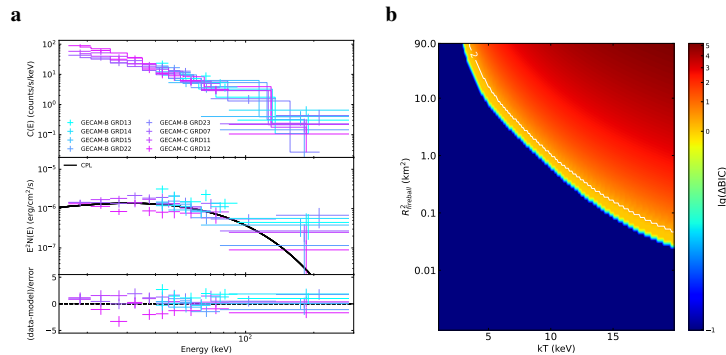 a
b
C(E) (counts/s/keV)
10²
10¹
10⁰
10⁻¹
GECAM-B GRD13
GECAM-B GRD14
GECAM-B GRD15
GECAM-B GRD22
GECAM-B GRD23
GECAM-C GRD07
GECAM-C GRD11
GECAM-C GRD12
E²N(E) (erg/cm²/s)
10⁻⁵
10⁻⁶
10⁻⁷
CPL
(data-model)/error
5
0
−5
10²
Energy (keV)
R²fireball (km²)
90.0
10.0
1.0
0.1
0.01
5
10
15
kT (keV)
5
4
3
2
1
0
−1
lg(ΔBIC)